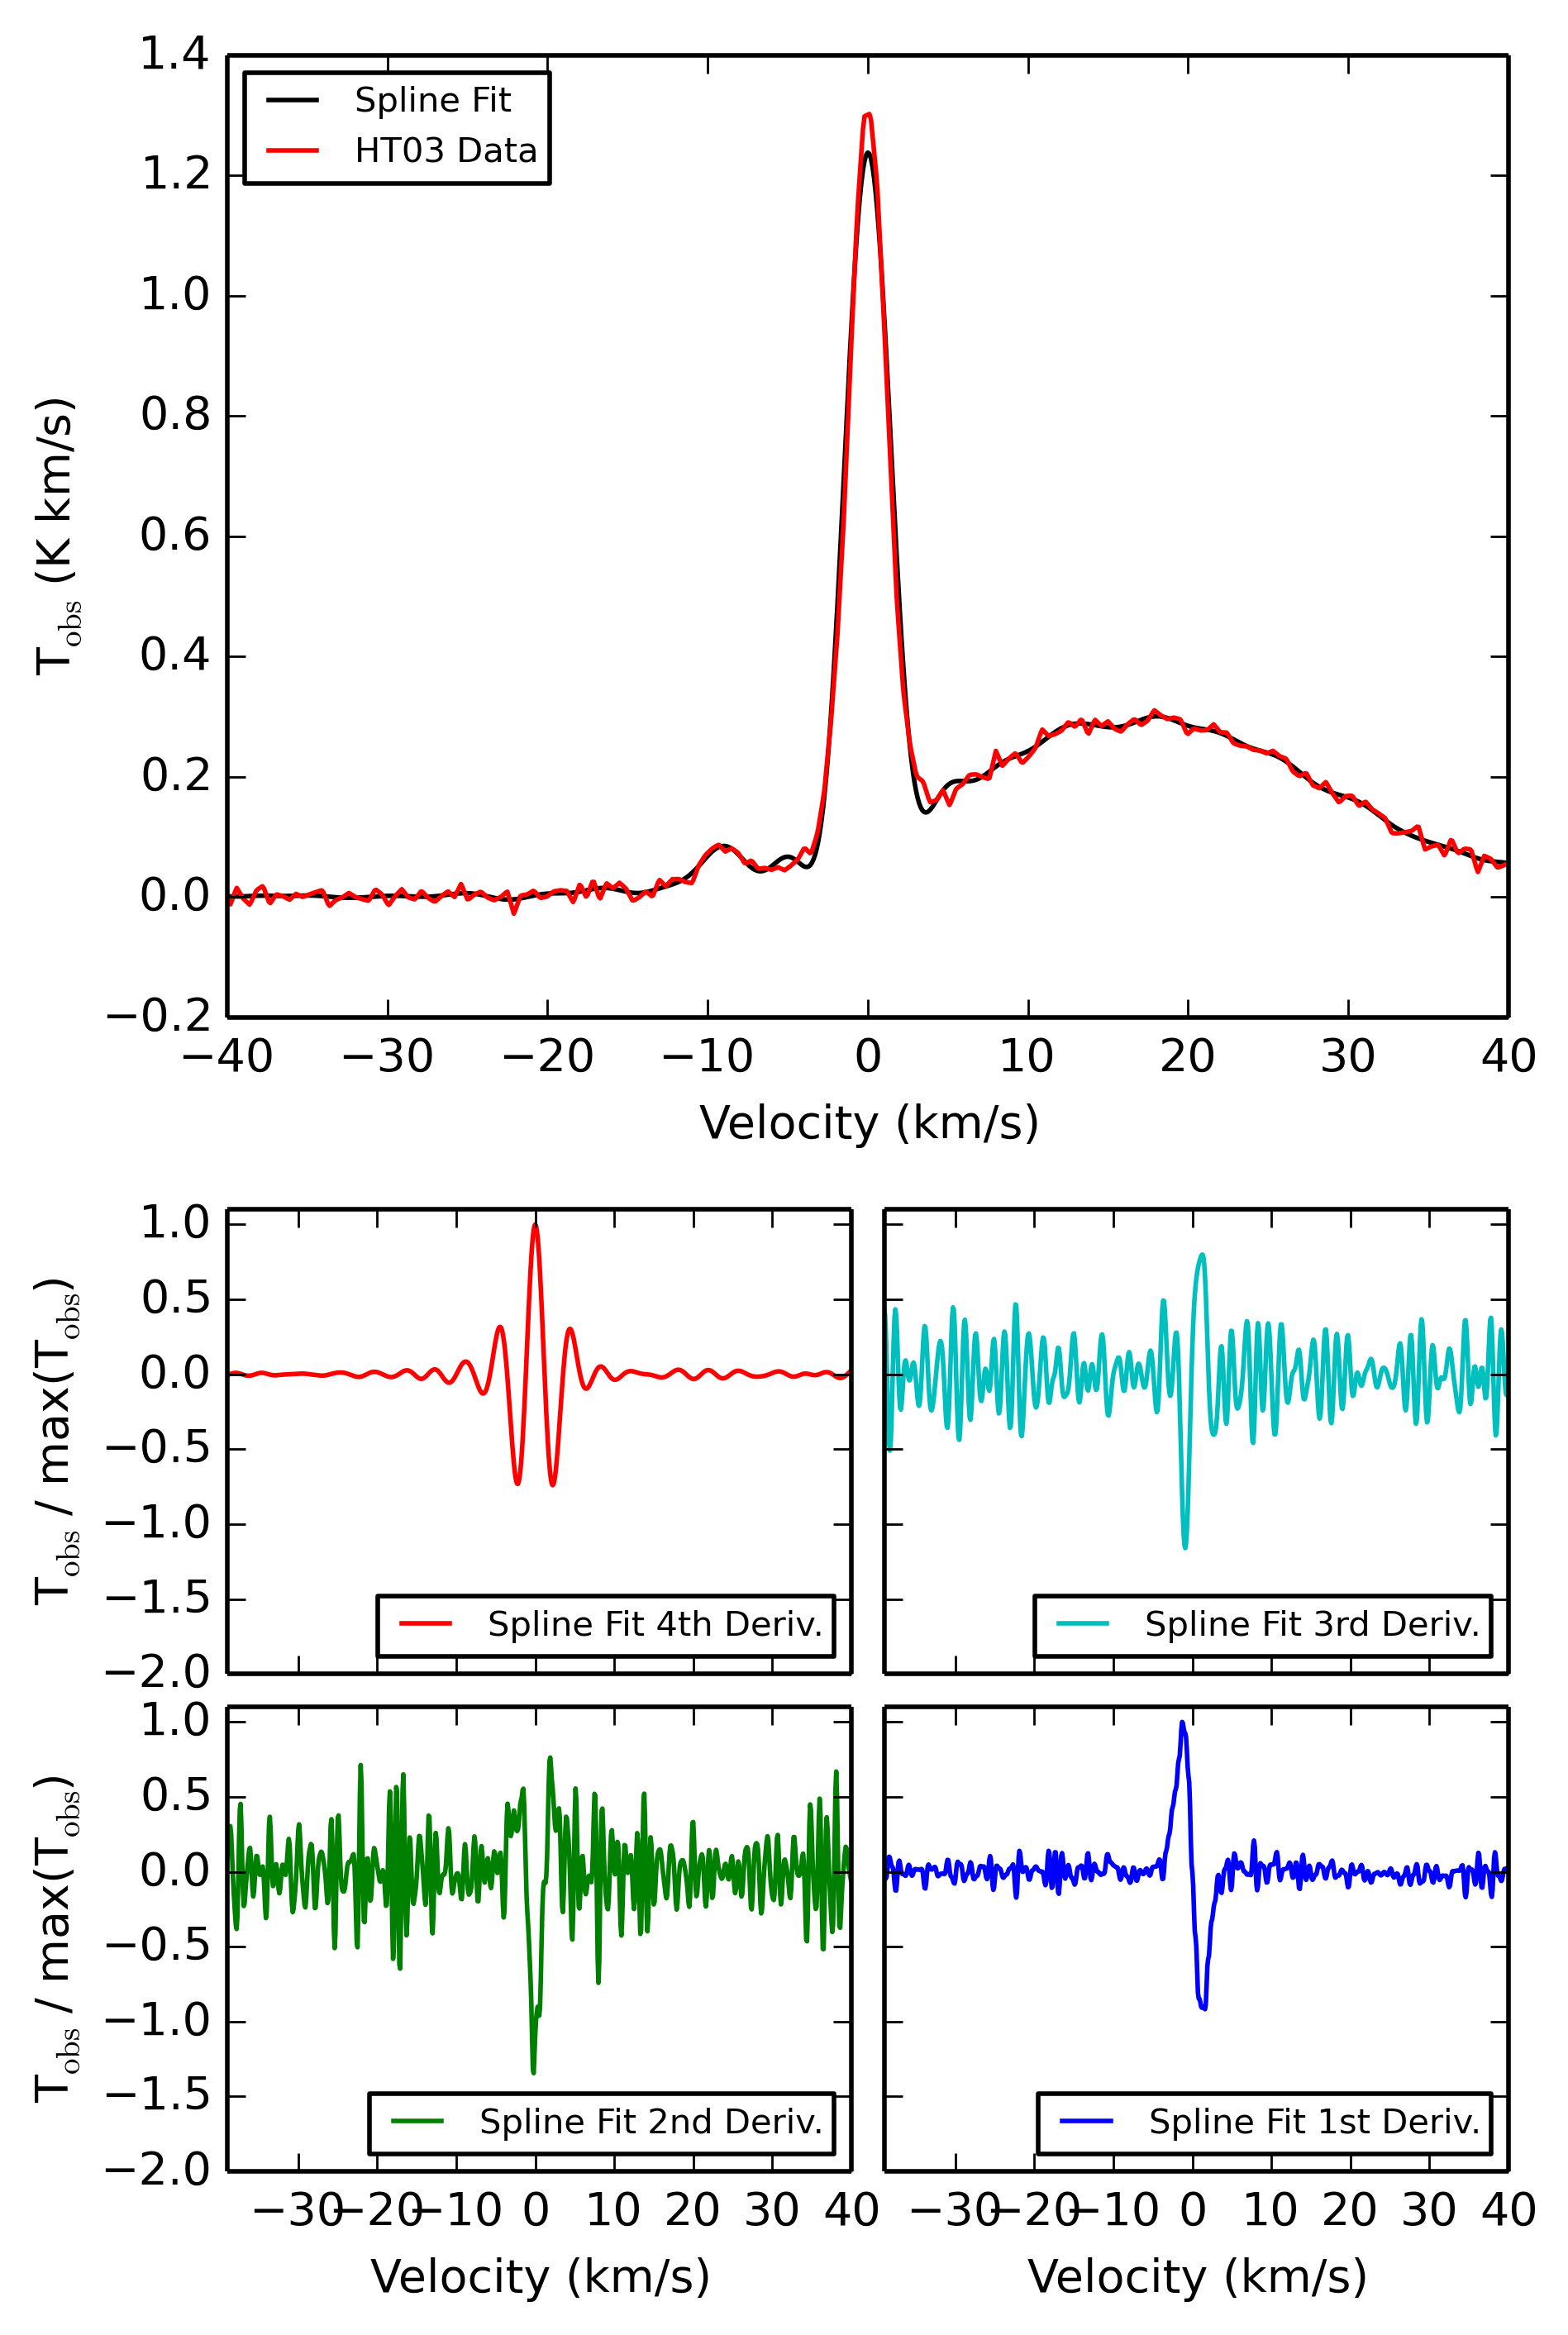 1.4
1.2
1.0
0.8
0.6
0.4
0.2
0.0
−0.2
T_obs (K km/s)
Spline Fit
HT03 Data
−40 −30 −20 −10 0 10 20 30 40
Velocity (km/s)
1.0
0.5
0.0
−0.5
−1.0
−1.5
−2.0
T_obs / max(T_obs)
Spline Fit 4th Deriv.
Spline Fit 3rd Deriv.
1.0
0.5
0.0
−0.5
−1.0
−1.5
−2.0
T_obs / max(T_obs)
Spline Fit 2nd Deriv.
Spline Fit 1st Deriv.
−30 −20 −10 0 10 20 30 40
−30 −20 −10 0 10 20 30 40
Velocity (km/s)
Velocity (km/s)